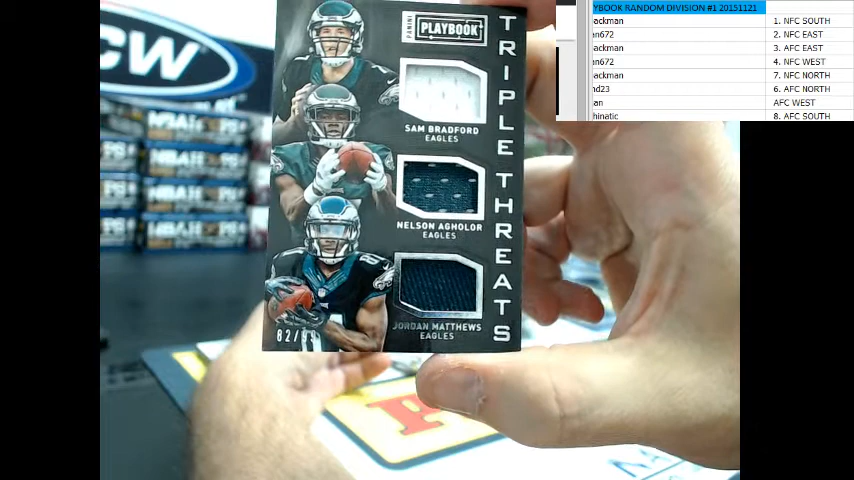 YBOOK RANDOM DIVISION #1 20151121
ackman 1. NFC SOUTH
n672 2. NFC EAST
ackman 3. AFC EAST
n672 4. NFC WEST
ackman 7. NFC NORTH
nd23 6. AFC NORTH
an AFC WEST
hinatic 8. AFC SOUTH
CW
PANINI
PLAYBOOK
TRIPLE THREATS
SAM BRADFORD
EAGLES
NELSON AGHOLOR
EAGLES
JORDAN MATTHEWS
EAGLES
82/99